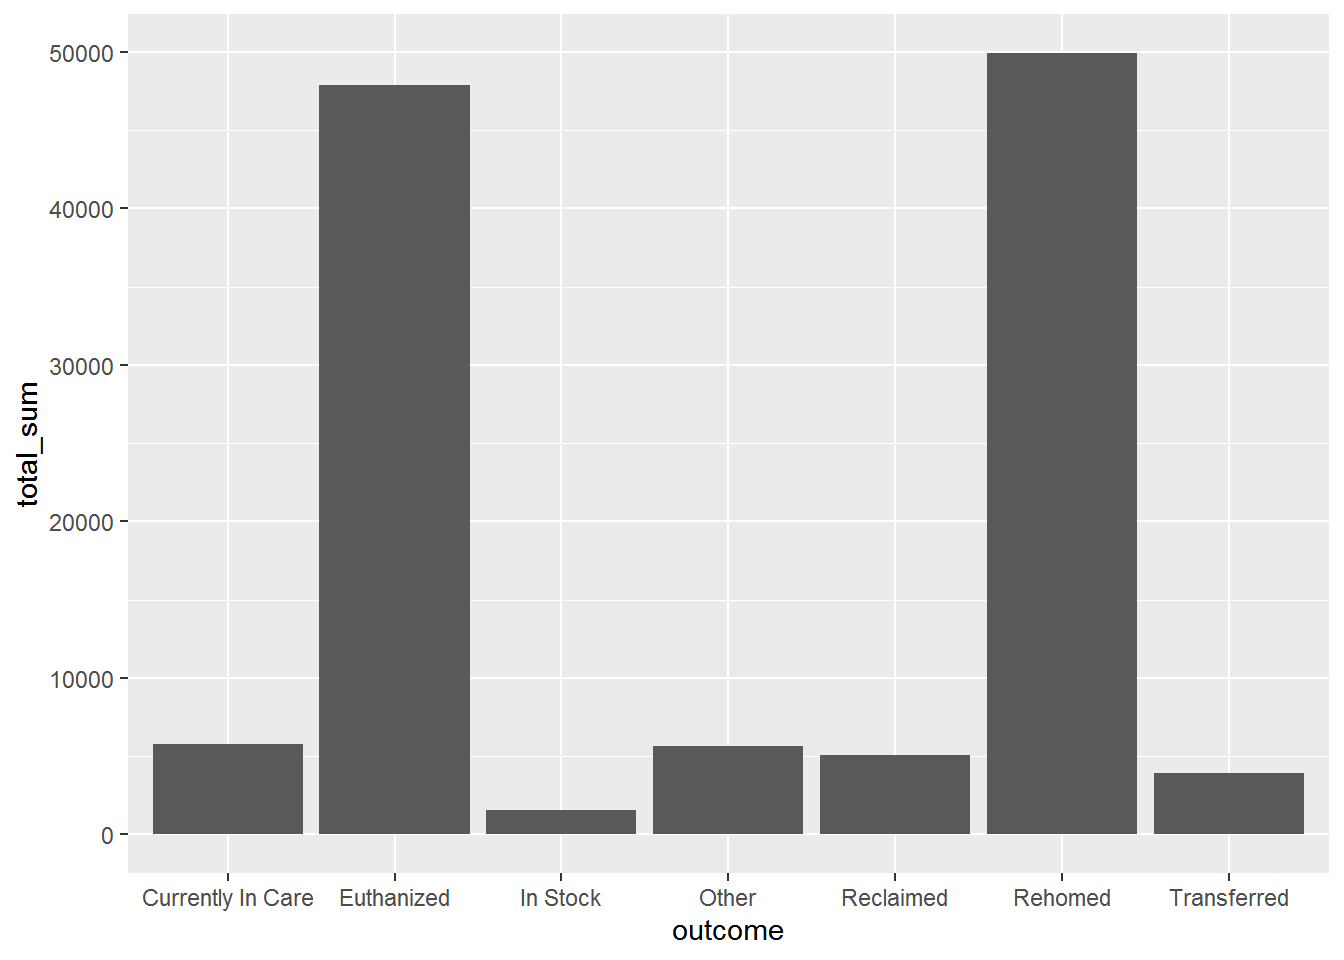 50000
40000
30000
20000
10000
0
total_sum
Currently In Care Euthanized In Stock Other Reclaimed Rehomed Transferred
outcome